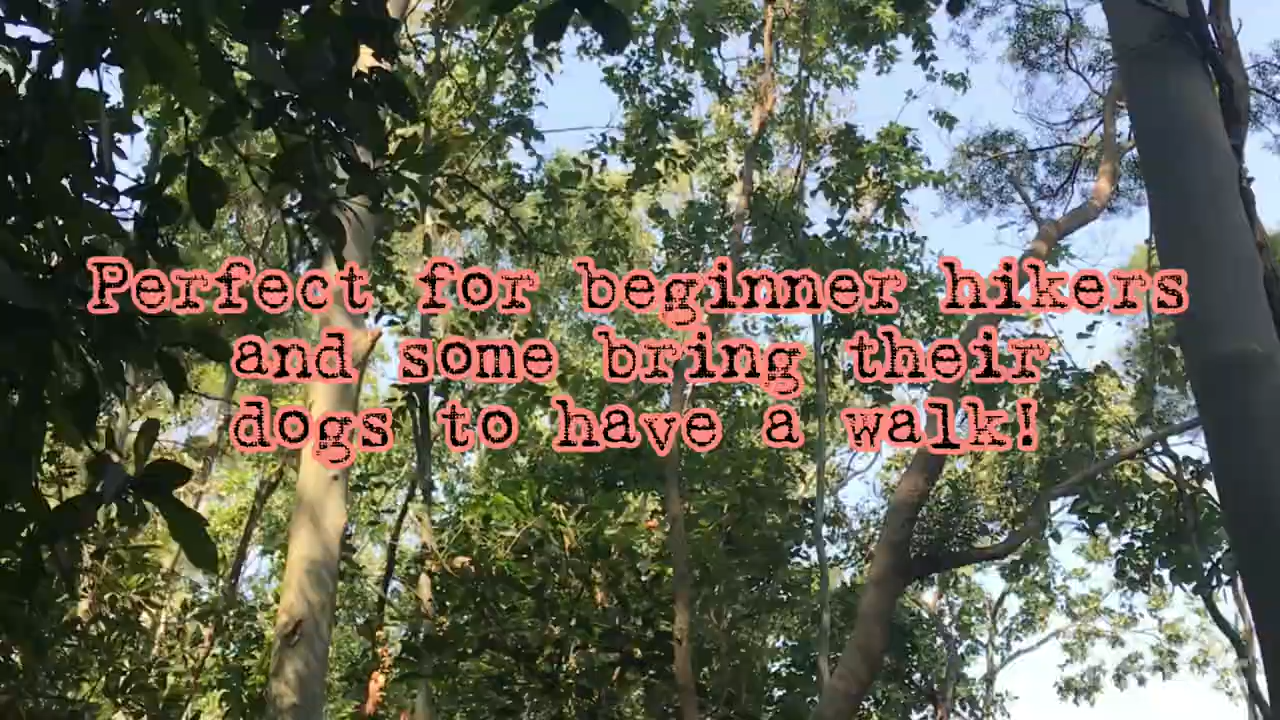 Perfect for beginner hikers
and some bring their
dogs to have a walk!